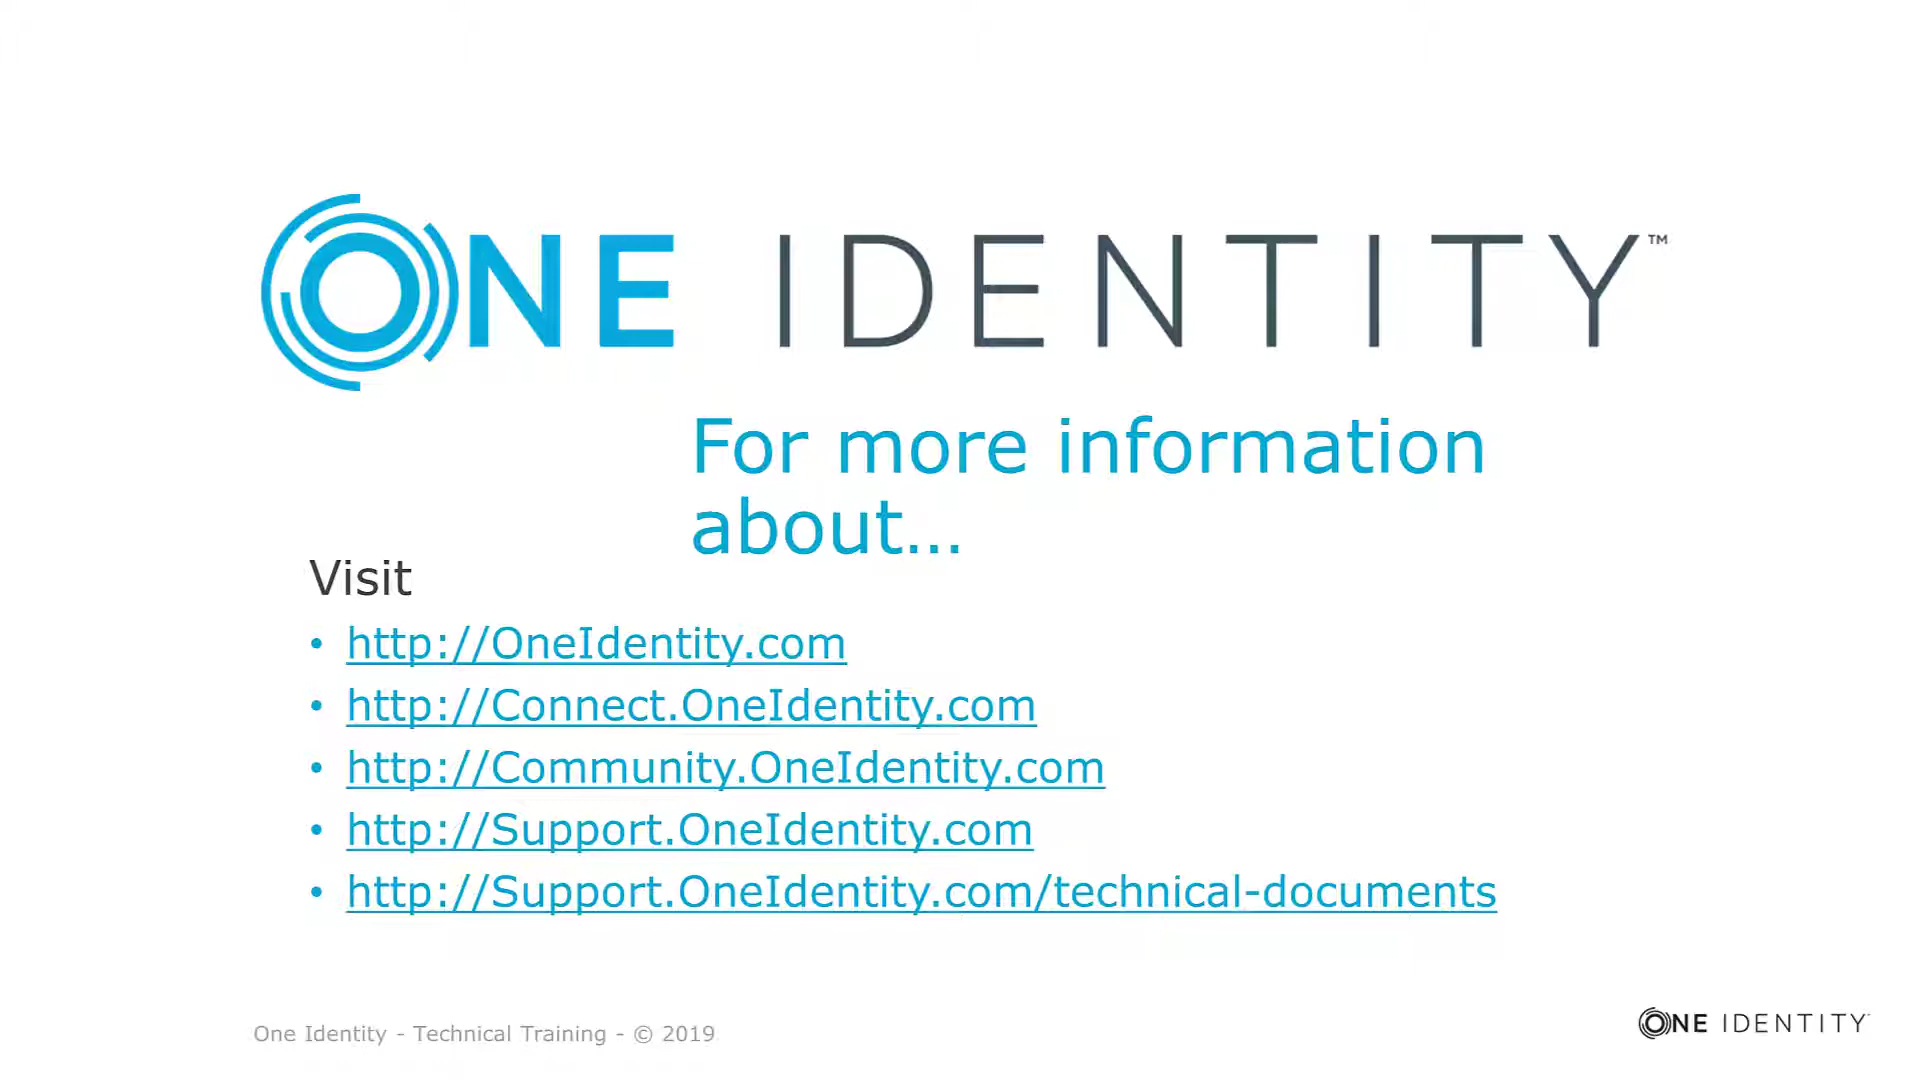 ONE IDENTITY™
For more information
about...
Visit
• http://OneIdentity.com
• http://Connect.OneIdentity.com
• http://Community.OneIdentity.com
• http://Support.OneIdentity.com
• http://Support.OneIdentity.com/technical-documents
One Identity - Technical Training - © 2019
ONE IDENTITY